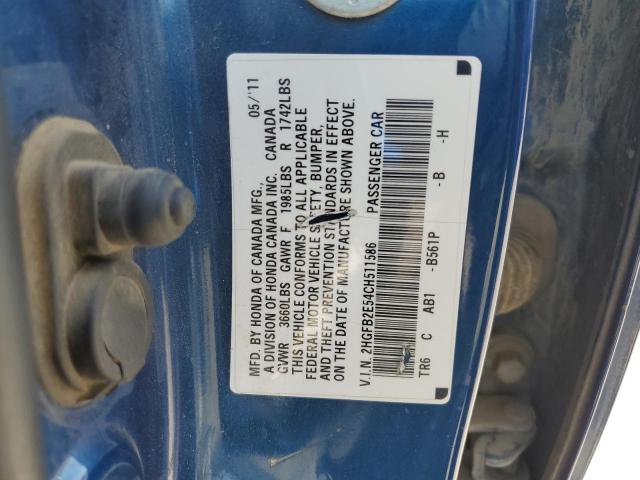 MFD. BY HONDA OF CANADA MFG., 05/'11
A DIVISION OF HONDA CANADA INC. CANADA
GVWR 3660LBS GAWR F 1985LBS R 1742LBS
THIS VEHICLE CONFORMS TO ALL APPLICABLE
FEDERAL MOTOR VEHICLE SAFETY, BUMPER,
AND THEFT PREVENTION STANDARDS IN EFFECT
ON THE DATE OF MANUFACTURE SHOWN ABOVE.
V.I.N. 2HGFB2E54CH511586 PASSENGER CAR
TR6 C AB1 -B561P -B -H